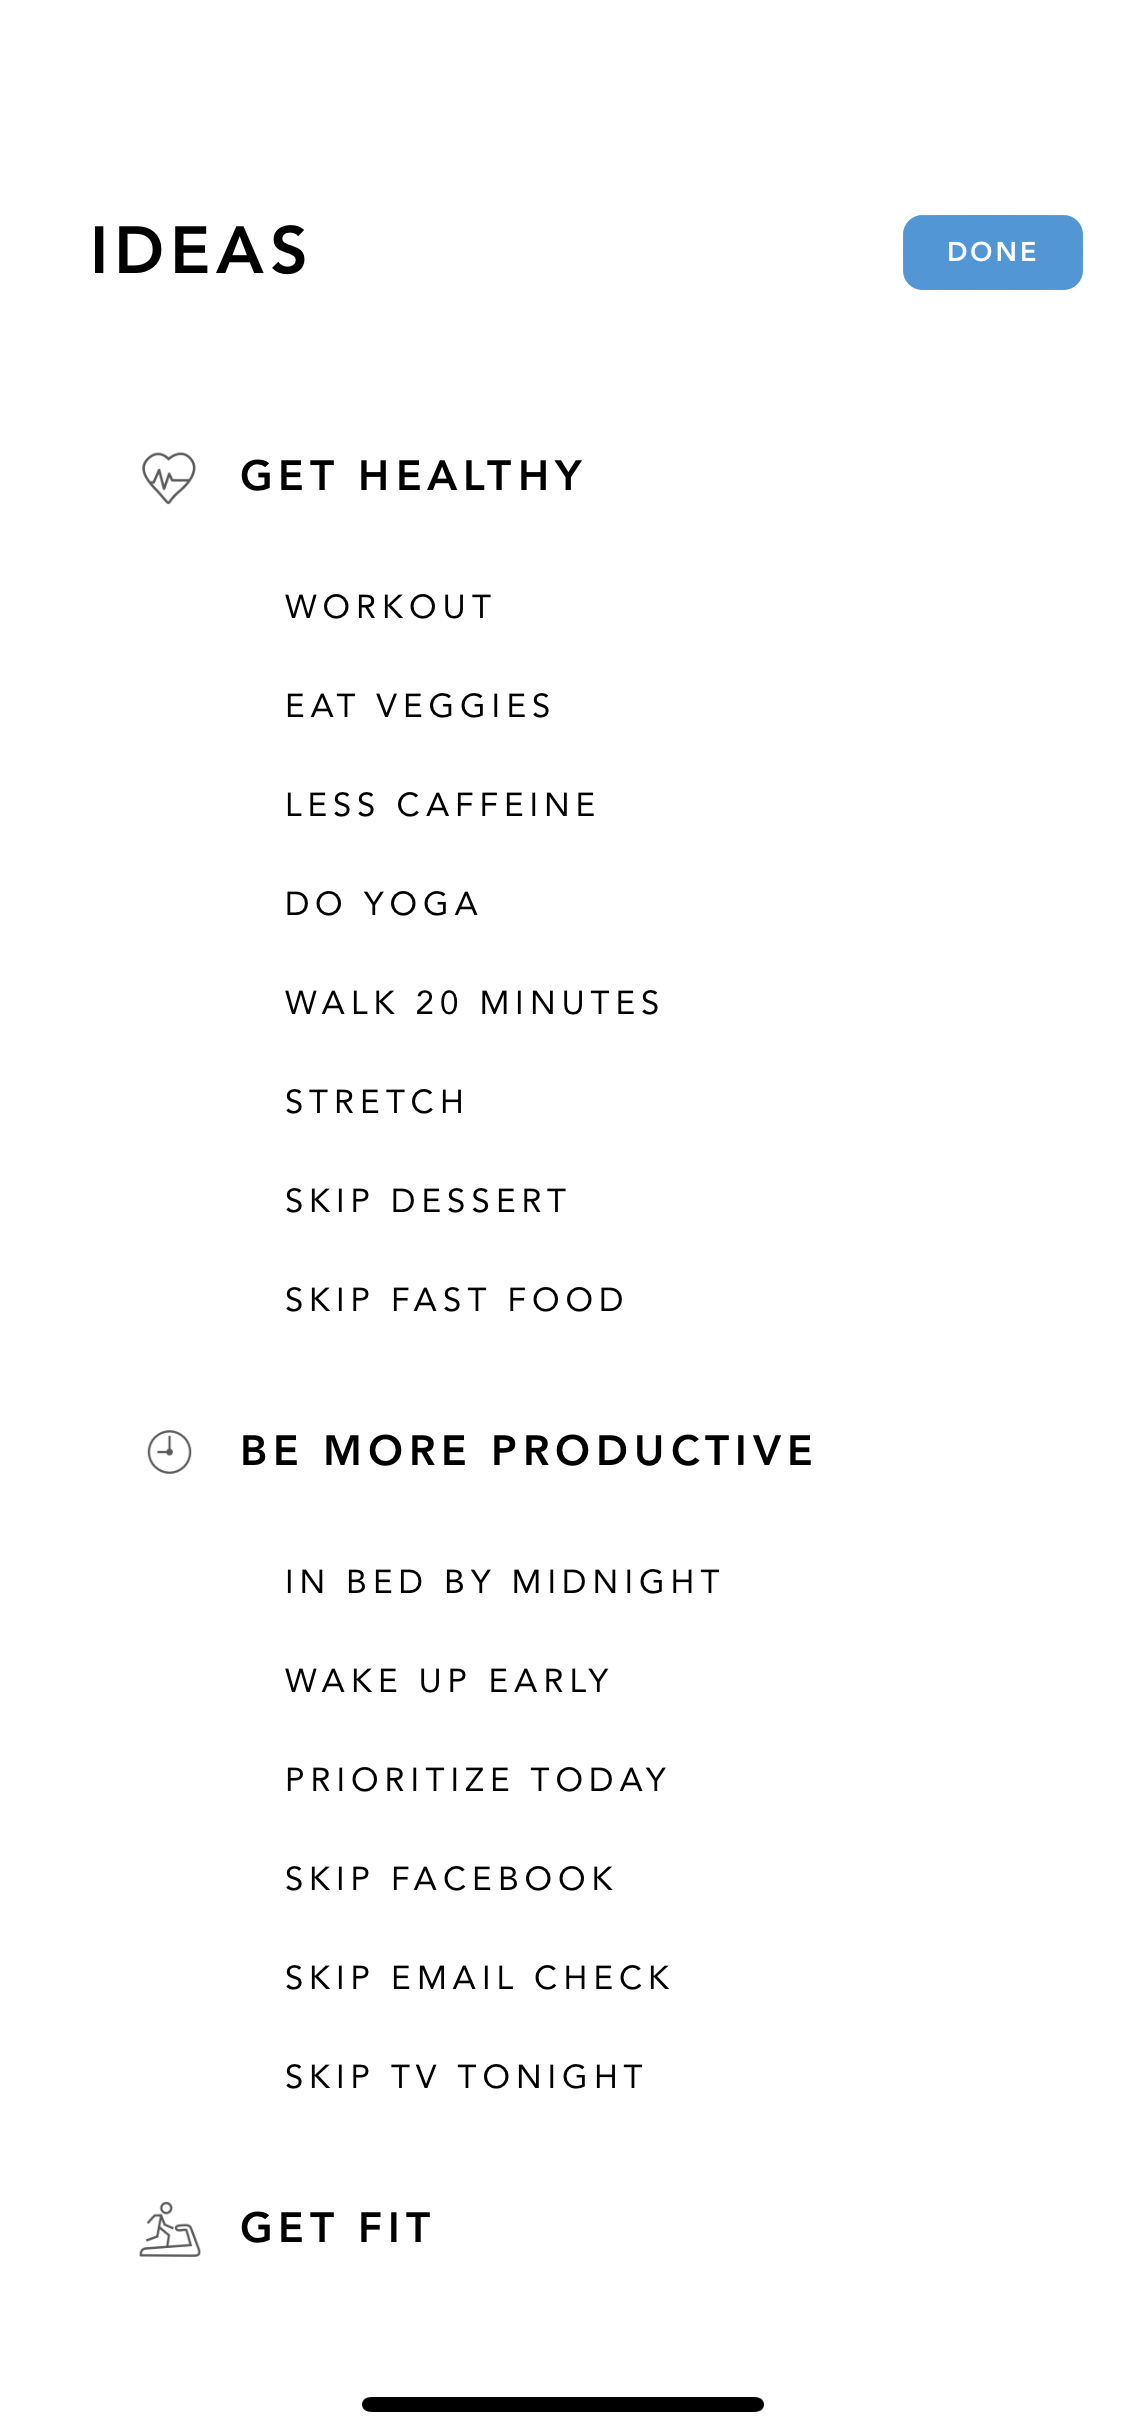 IDEAS
DONE
GET HEALTHY
WORKOUT
EAT VEGGIES
LESS CAFFEINE
DO YOGA
WALK 20 MINUTES
STRETCH
SKIP DESSERT
SKIP FAST FOOD
BE MORE PRODUCTIVE
IN BED BY MIDNIGHT
WAKE UP EARLY
PRIORITIZE TODAY
SKIP FACEBOOK
SKIP EMAIL CHECK
SKIP TV TONIGHT
GET FIT